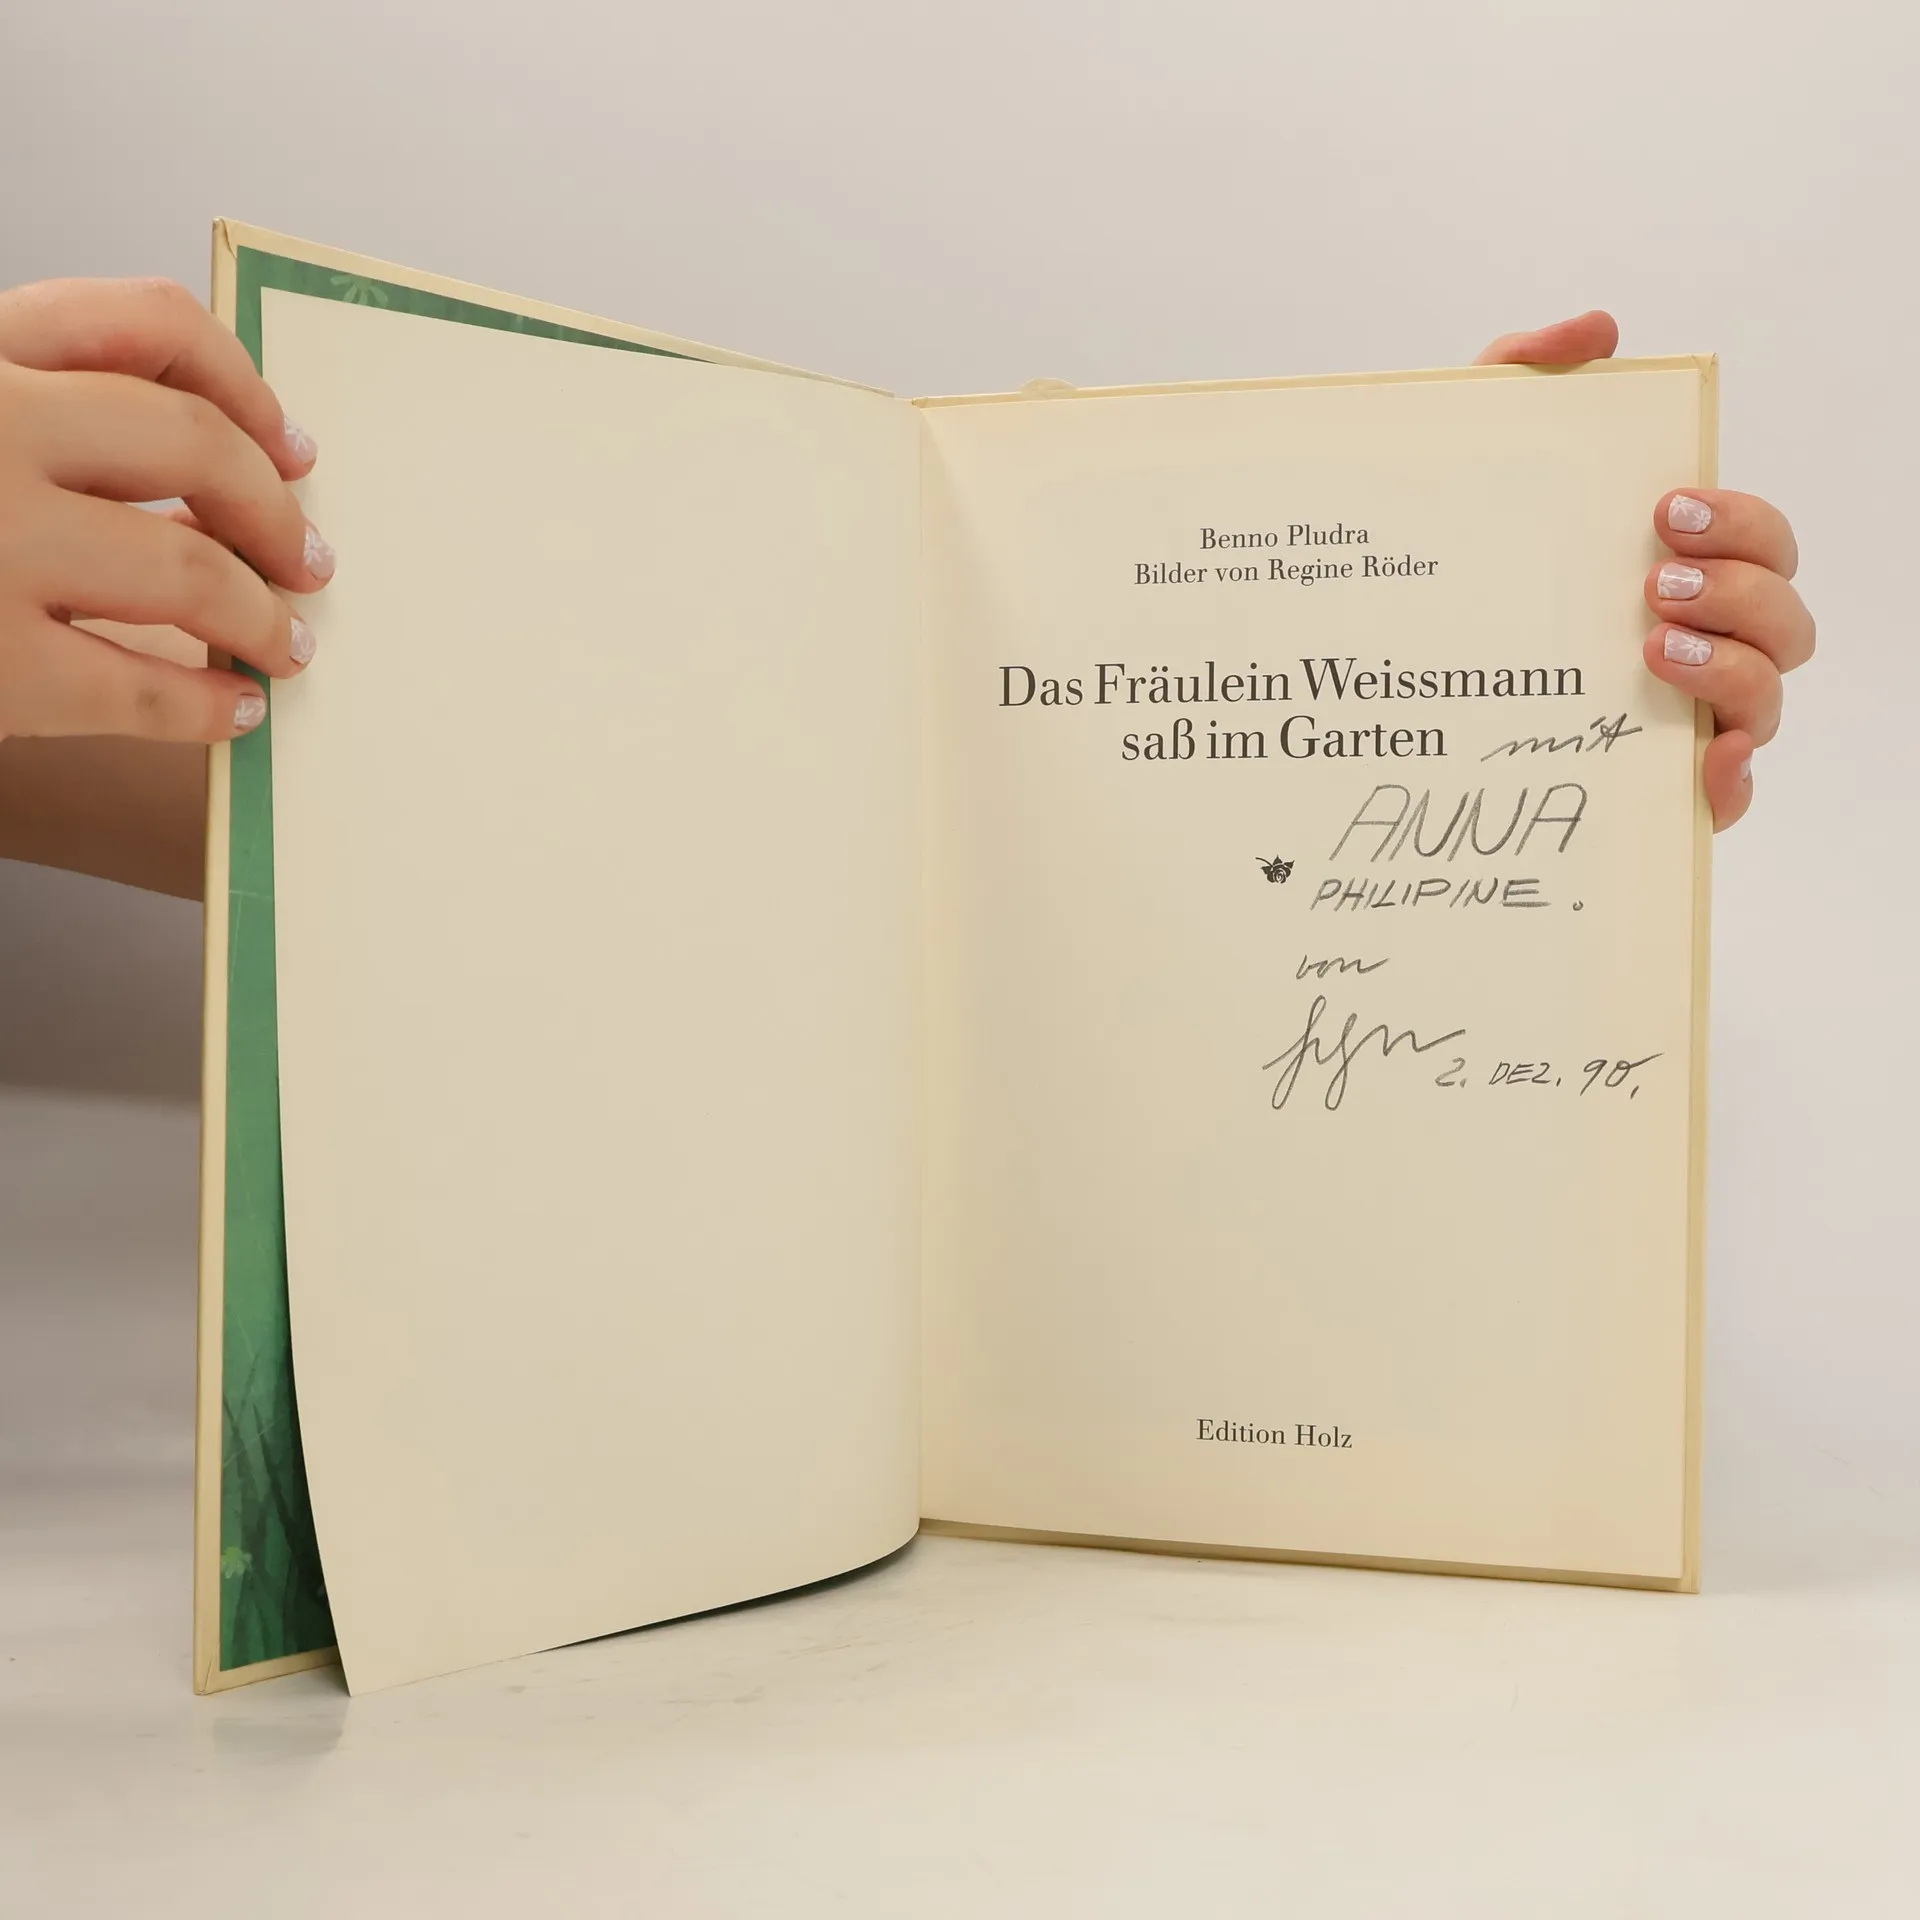 Benno Pludra
Bilder von Regine Röder
Das Fräulein Weissmann
saß im Garten mit
ANNA
PHILIPINE.
von
2. DEZ. 90.
Edition Holz